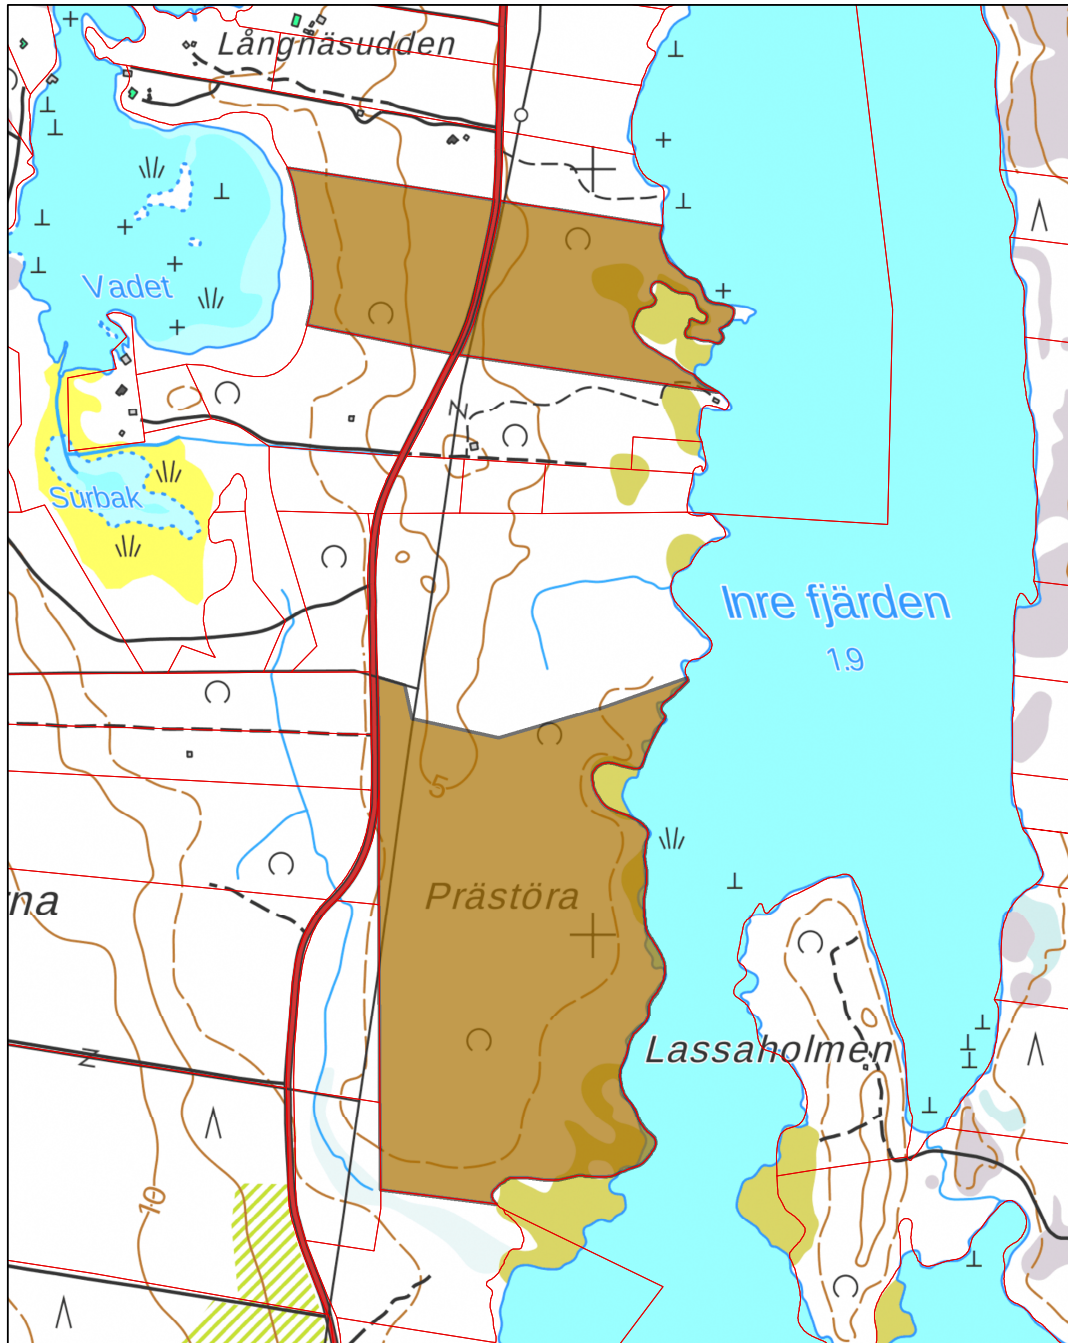 Långnäsudden
Vadet
Surbak
Inre fjärden
1.9
5
Prästöra
na
Lassaholmen
10